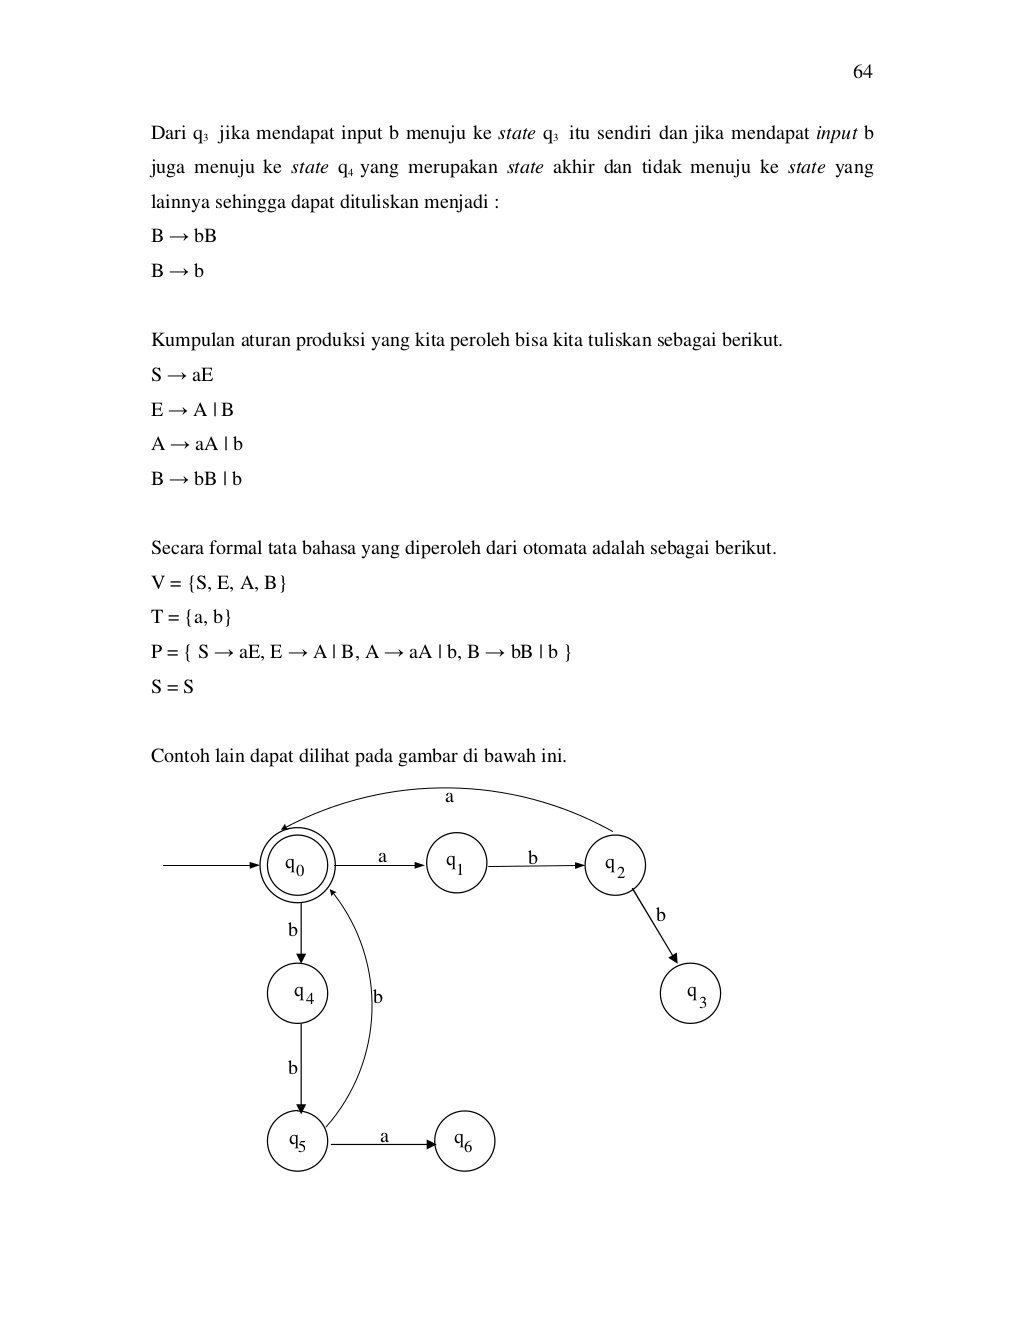 64
Dari q₃ jika mendapat input b menuju ke state q₃ itu sendiri dan jika mendapat input b
juga menuju ke state q₄ yang merupakan state akhir dan tidak menuju ke state yang
lainnya sehingga dapat dituliskan menjadi :
B → bB
B → b
Kumpulan aturan produksi yang kita peroleh bisa kita tuliskan sebagai berikut.
S → aE
E → A | B
A → aA | b
B → bB | b
Secara formal tata bahasa yang diperoleh dari otomata adalah sebagai berikut.
V = {S, E, A, B}
T = {a, b}
P = { S → aE, E → A | B, A → aA | b, B → bB | b }
S = S
Contoh lain dapat dilihat pada gambar di bawah ini.
a
q₀ a q₁ b q₂
b
b
q₄ b q₃
b
q₅ a q₆